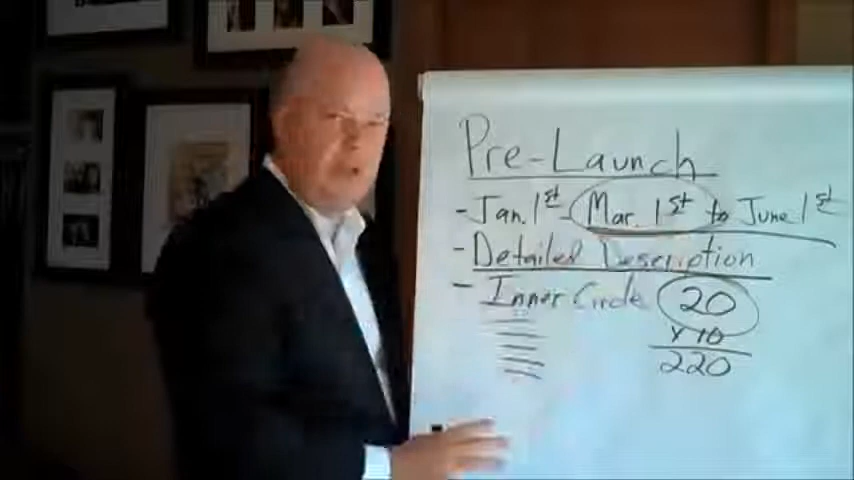 Pre-Launch
- Jan. 1st - Mar. 1st to June 1st
- Detailed Description
- Inner Circle 20
x 10
220